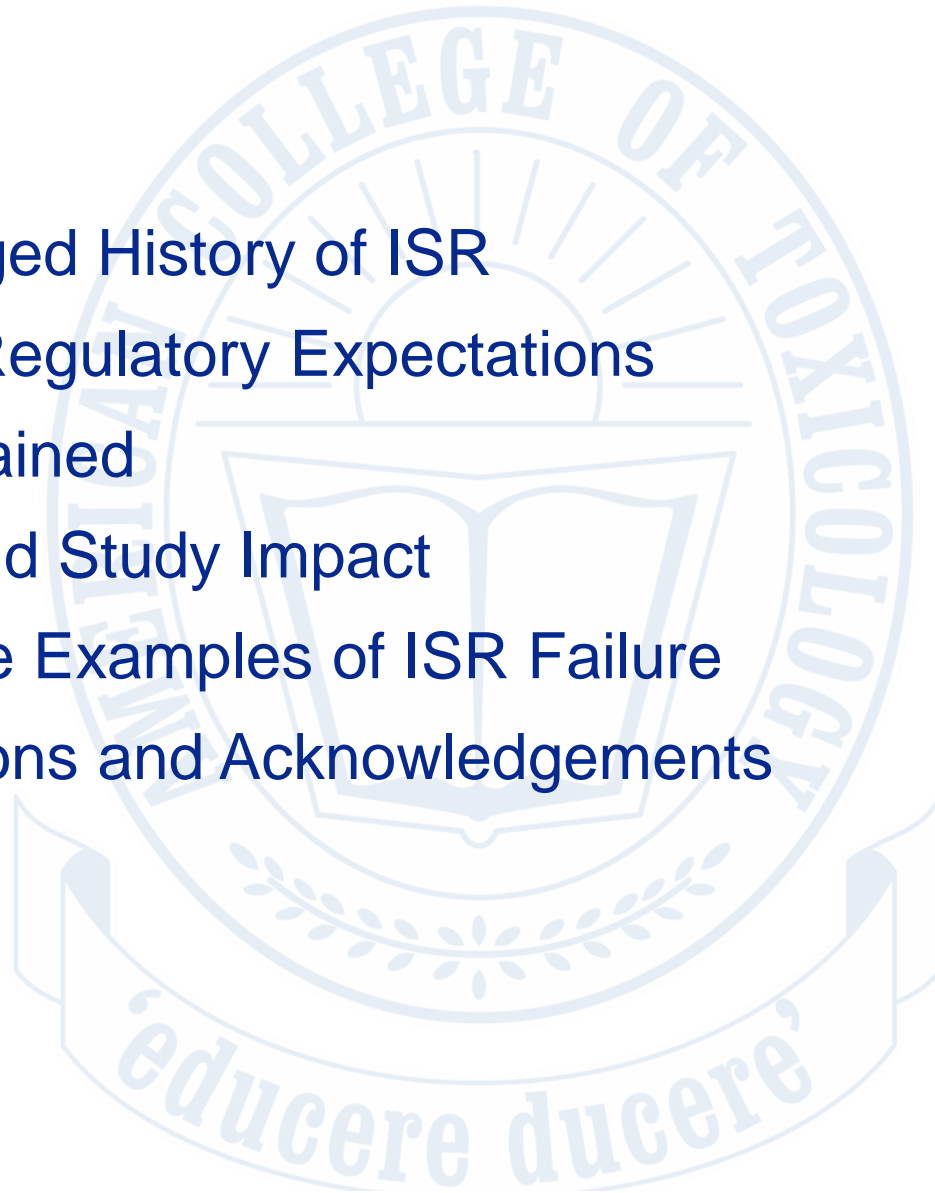 ged History of ISR
Regulatory Expectations
ained
d Study Impact
e Examples of ISR Failure
ons and Acknowledgements
AMERICAN COLLEGE OF TOXICOLOGY
'educere ducere'